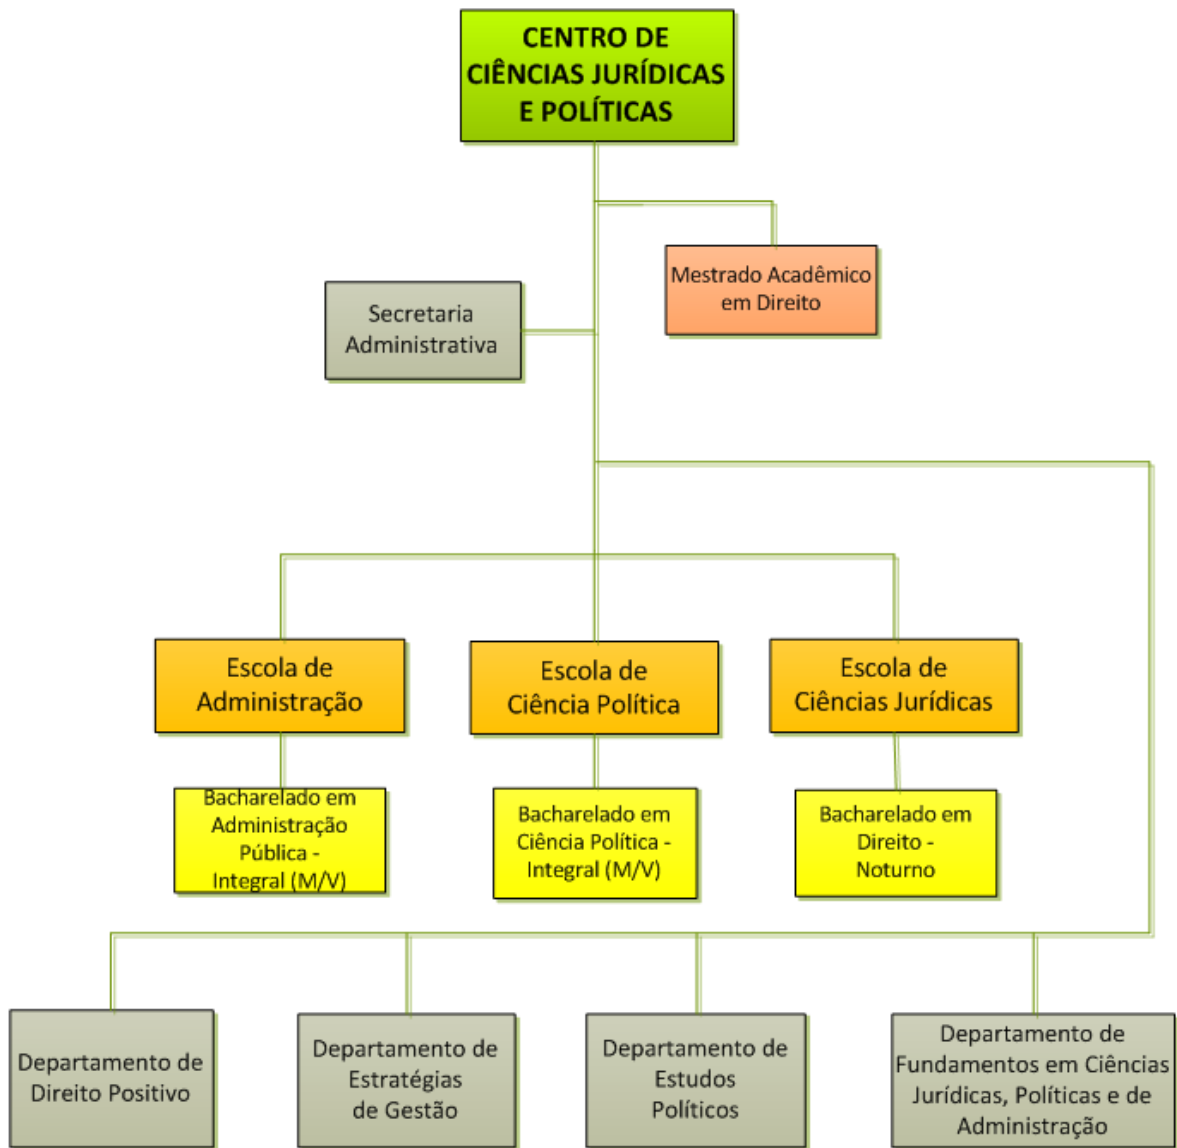 CENTRO DE
CIÊNCIAS JURÍDICAS
E POLÍTICAS
Mestrado Acadêmico
em Direito
Secretaria
Administrativa
Escola de
Administração
Escola de
Ciência Política
Escola de
Ciências Jurídicas
Bacharelado em
Administração
Pública -
Integral (M/V)
Bacharelado em
Ciência Política -
Integral (M/V)
Bacharelado em
Direito -
Noturno
Departamento de
Direito Positivo
Departamento de
Estratégias
de Gestão
Departamento de
Estudos
Políticos
Departamento de
Fundamentos em Ciências
Jurídicas, Políticas e de
Administração